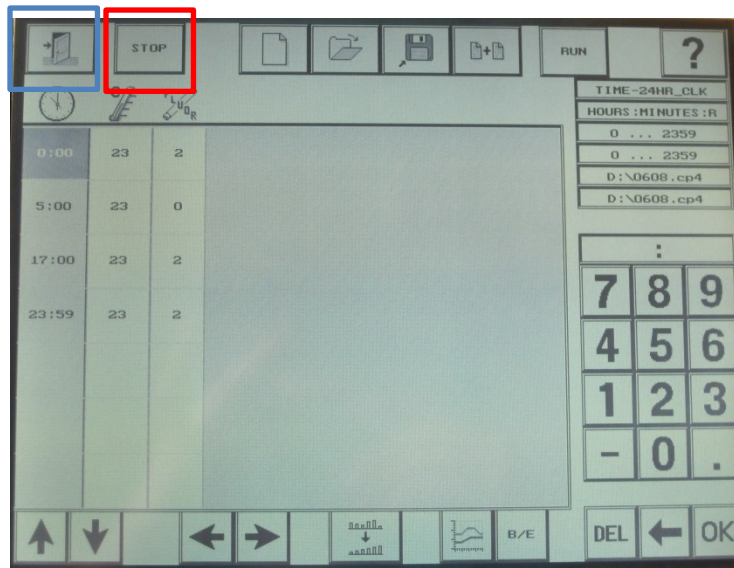 STOP RUN ?
°C FLUOR
TIME-24HR_CLK
HOURS:MINUTES:R
0 ... 2359
0 ... 2359
D:\0608.cp4
D:\0608.cp4
0:00 23 2
5:00 23 0
17:00 23 2
23:59 23 2
:
7 8 9
4 5 6
1 2 3
- 0 .
B/E DEL OK